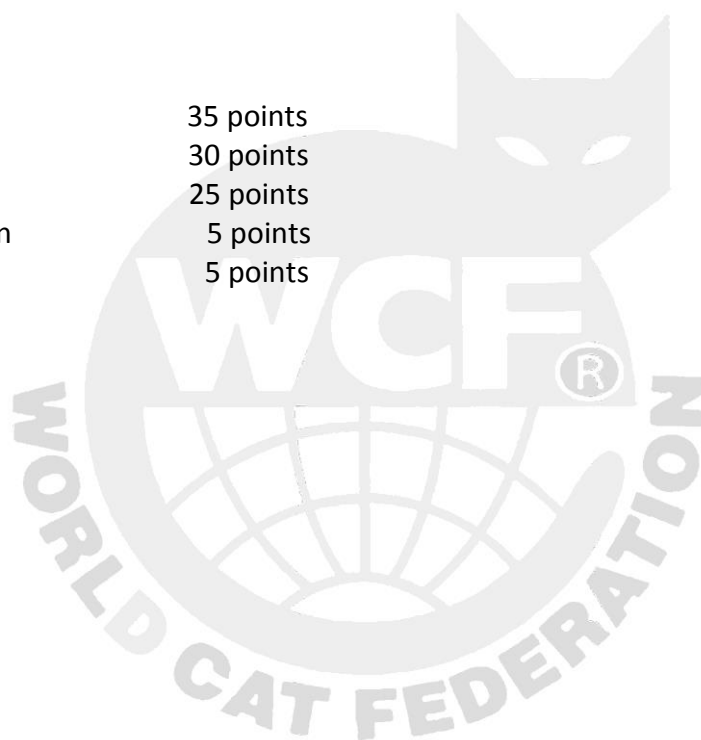 35 points
30 points
25 points
n 5 points
5 points
WCF®
WORLD CAT FEDERATION